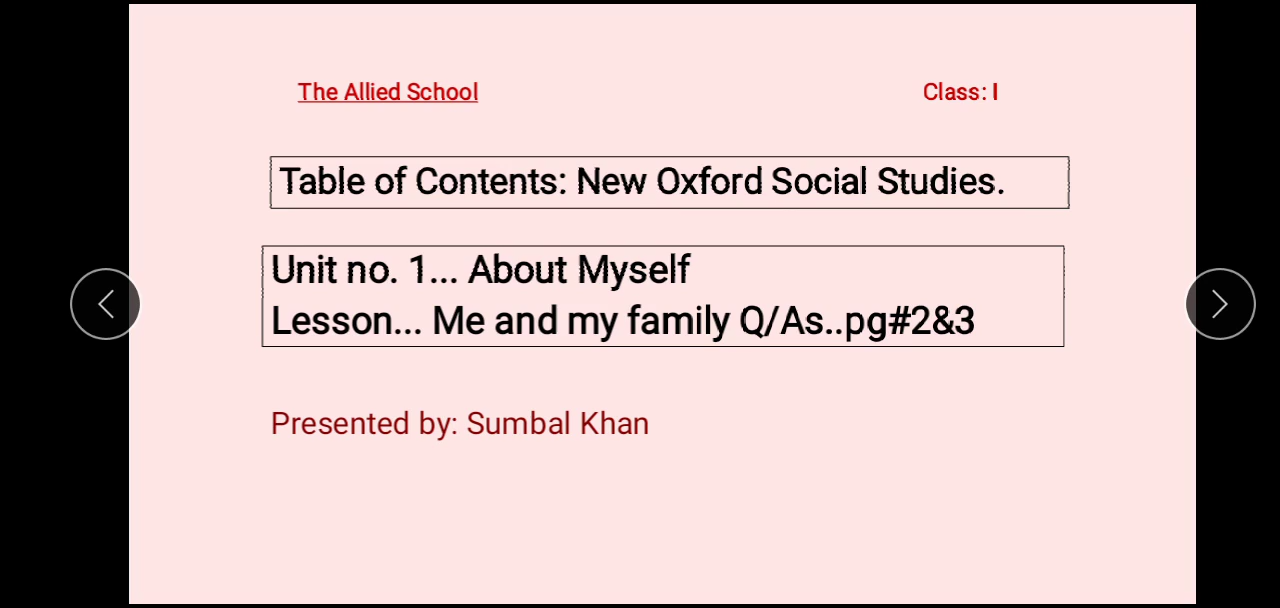 The Allied School
Class: I
Table of Contents: New Oxford Social Studies.
Unit no. 1... About Myself
Lesson... Me and my family Q/As..pg#2&3
Presented by: Sumbal Khan